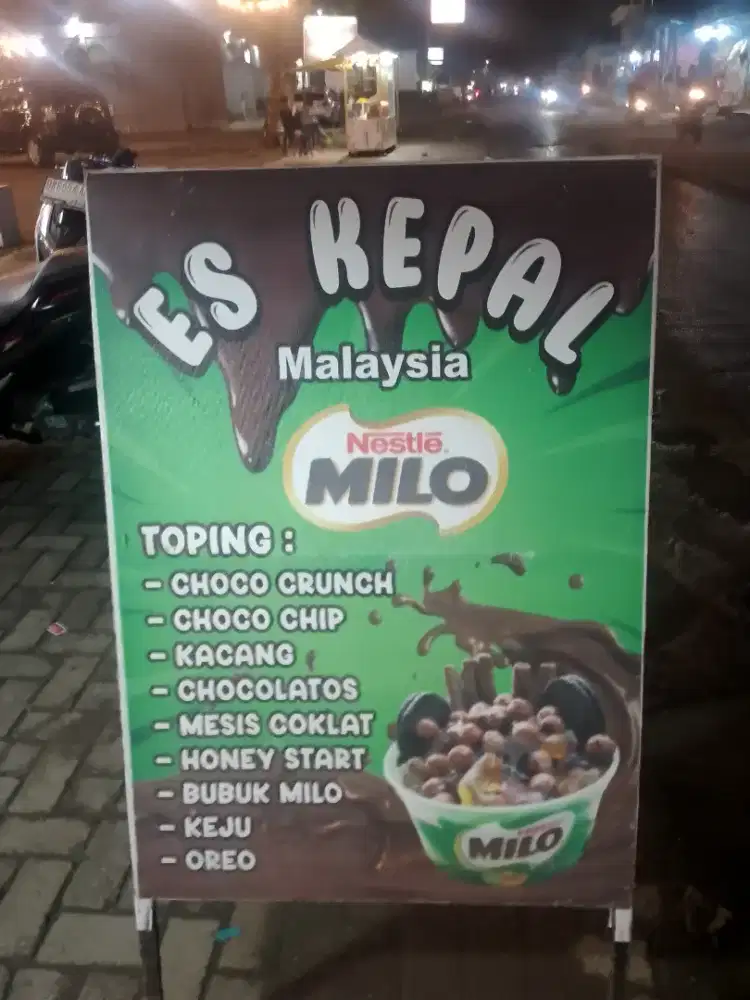 ES KEPAL
Malaysia
Nestlé
MILO
TOPING :
- CHOCO CRUNCH
- CHOCO CHIP
- KACANG
- CHOCOLATOS
- MESIS COKLAT
- HONEY START
- BUBUK MILO
- KEJU
- OREO
MILO